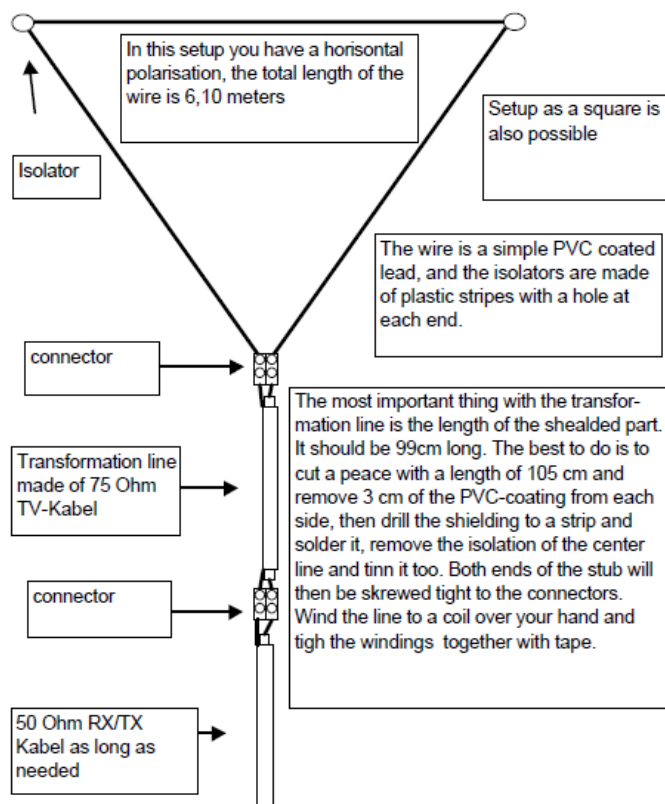 In this setup you have a horisontal
polarisation, the total length of the
wire is 6,10 meters
Setup as a square is
also possible
Isolator
The wire is a simple PVC coated
lead, and the isolators are made
of plastic stripes with a hole at
each end.
connector
The most important thing with the transfor-
mation line is the length of the shealded part.
It should be 99cm long. The best to do is to
cut a peace with a length of 105 cm and
remove 3 cm of the PVC-coating from each
side, then drill the shielding to a strip and
solder it, remove the isolation of the center
line and tinn it too. Both ends of the stub will
then be skrewed tight to the connectors.
Wind the line to a coil over your hand and
tigh the windings together with tape.
Transformation line
made of 75 Ohm
TV-Kabel
connector
50 Ohm RX/TX
Kabel as long as
needed